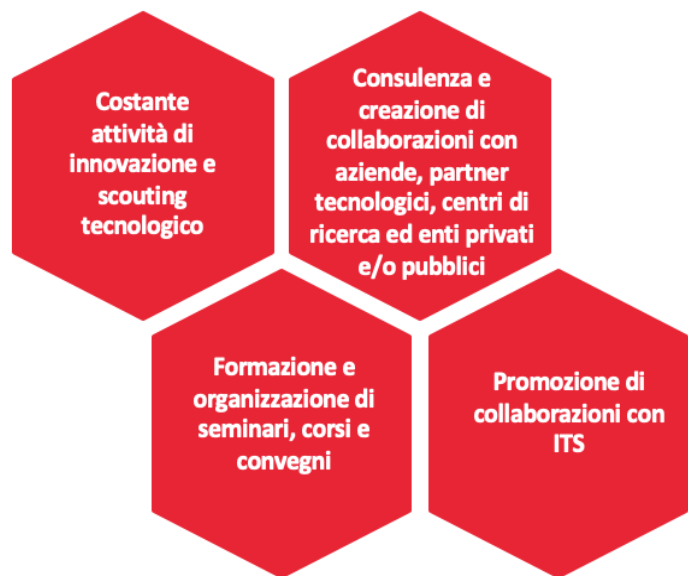 Costante
attività di
innovazione e
scouting
tecnologico
Consulenza e
creazione di
collaborazioni con
aziende, partner
tecnologici, centri di
ricerca ed enti privati
e/o pubblici
Formazione e
organizzazione di
seminari, corsi e
convegni
Promozione di
collaborazioni con
ITS